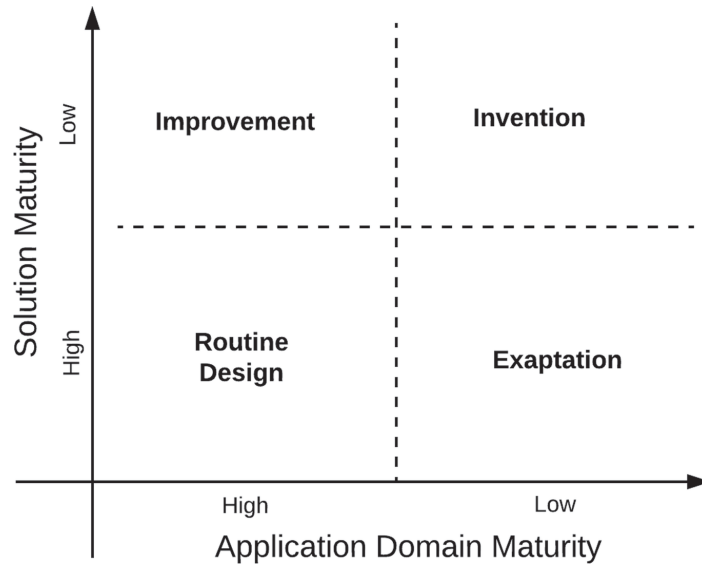 Solution Maturity
Low
High
Improvement
Invention
Routine
Design
Exaptation
High
Low
Application Domain Maturity